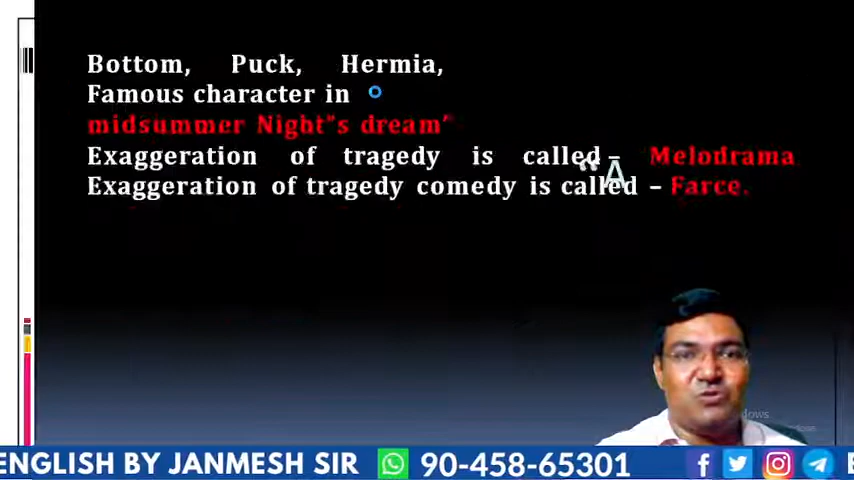 Bottom, Puck, Hermia,
Famous character in
midsummer Night"s dream"
Exaggeration of tragedy is called – Melodrama
“A
Exaggeration of tragedy comedy is called – Farce.
dows
ENGLISH BY JANMESH SIR 90-458-65301